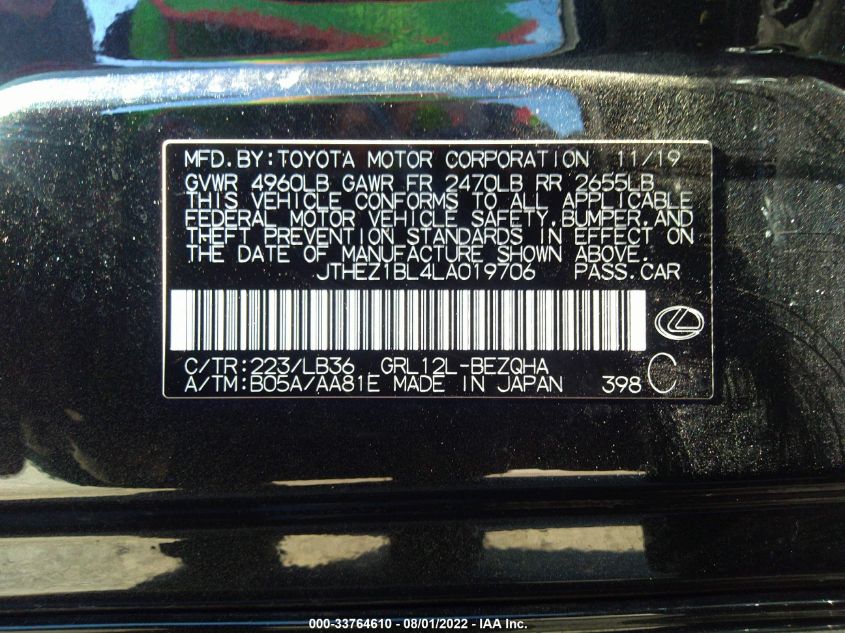 MFD.BY:TOYOTA MOTOR CORPORATION 11/19
GVWR 4960LB GAWR FR 2470LB RR 2655LB
THIS VEHICLE CONFORMS TO ALL APPLICABLE
FEDERAL MOTOR VEHICLE SAFETY,BUMPER,AND
THEFT PREVENTION STANDARDS IN EFFECT ON
THE DATE OF MANUFACTURE SHOWN ABOVE.
JTHEZ1BL4LA019706 PASS.CAR
C/TR:223/LB36 GRL12L-BEZQHA
A/TM:B05A/AA81E MADE IN JAPAN 398 C
000-33764610 - 08/01/2022 - IAA Inc.